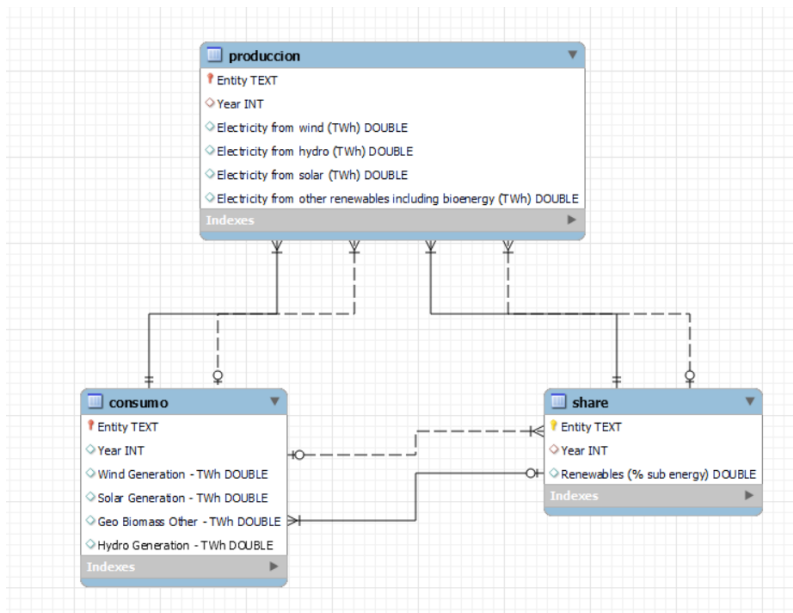 produccion
Entity TEXT
Year INT
Electricity from wind (TWh) DOUBLE
Electricity from hydro (TWh) DOUBLE
Electricity from solar (TWh) DOUBLE
Electricity from other renewables including bioenergy (TWh) DOUBLE
Indexes
consumo
Entity TEXT
Year INT
Wind Generation - TWh DOUBLE
Solar Generation - TWh DOUBLE
Geo Biomass Other - TWh DOUBLE
Hydro Generation - TWh DOUBLE
Indexes
share
Entity TEXT
Year INT
Renewables (% sub energy) DOUBLE
Indexes